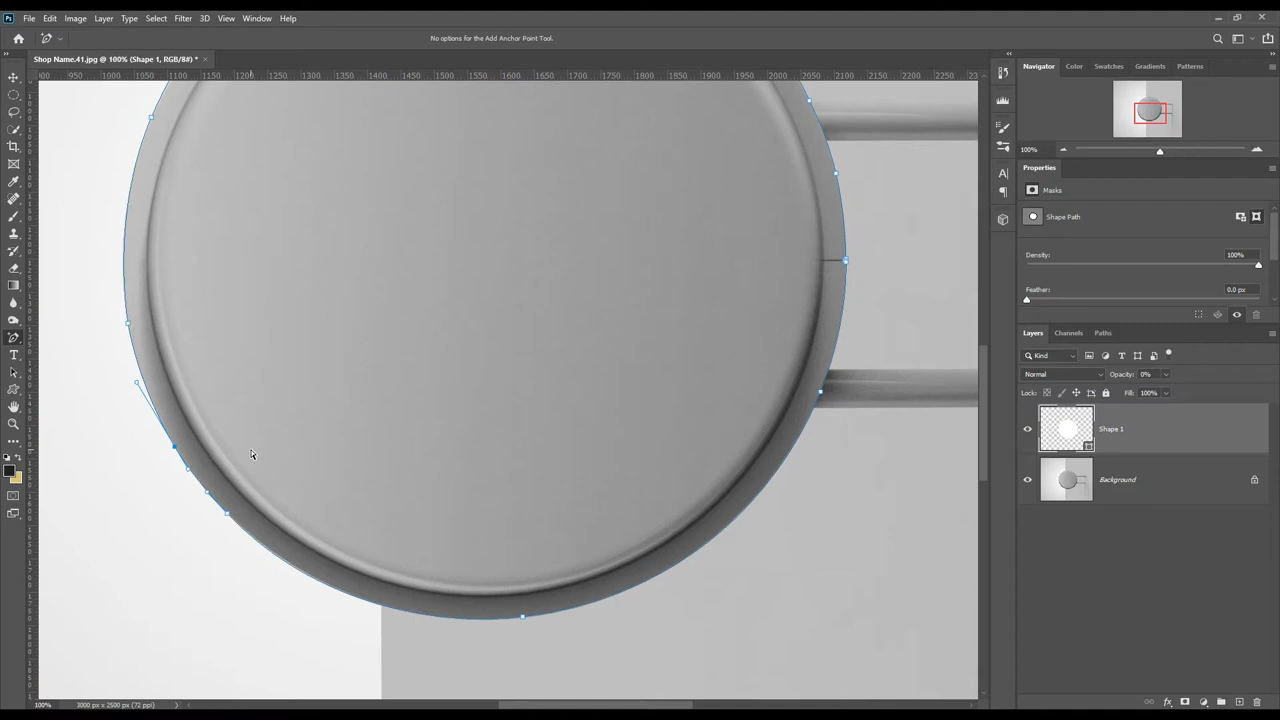 Ps File Edit Image Layer Type Select Filter 3D View Window Help
No options for the Add Anchor Point Tool.
Shop Name.41.jpg @ 100% (Shape 1, RGB/8#) * ×
950 1000 1050 1100 1150 1200 1250 1300 1350 1400 1450 1500 1550 1600 1650 1700 1750 1800 1850 1900 1950 2000 2050 2100 2150 2200 2250
Navigator Color Swatches Gradients Patterns
100%
Properties
Masks
Shape Path
Density: 100%
Feather: 0.0 px
Layers Channels Paths
Kind
Normal Opacity: 0%
Lock: Fill: 100%
Shape 1
Background
100% 3000 px x 2500 px (72 ppi)